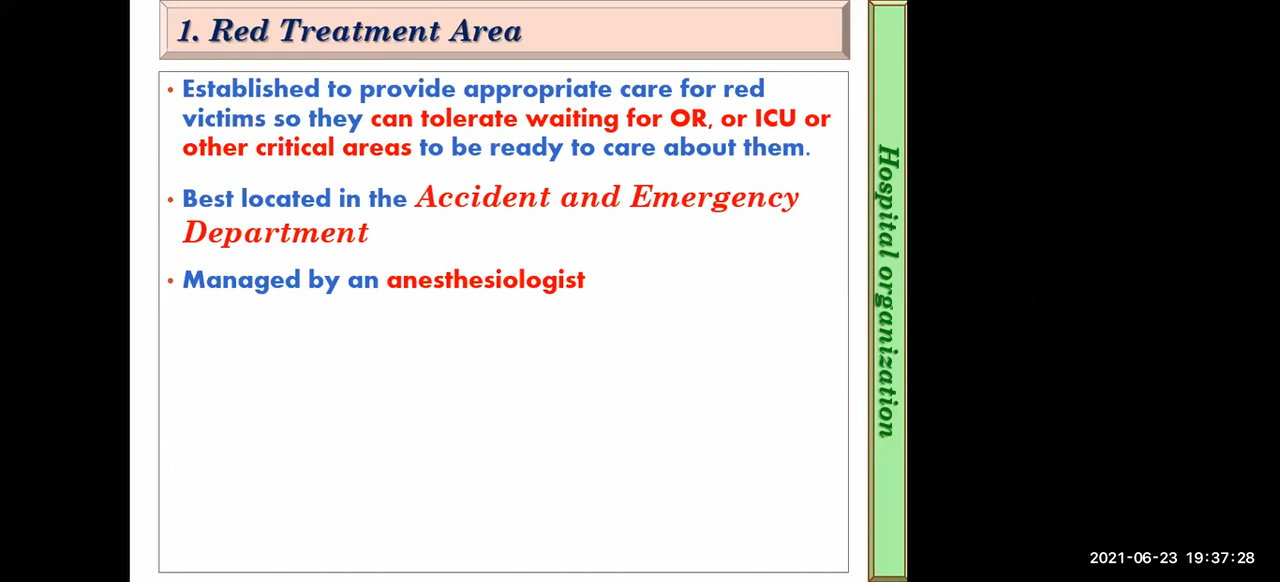 1. Red Treatment Area
• Established to provide appropriate care for red
victims so they can tolerate waiting for OR, or ICU or
other critical areas to be ready to care about them.
• Best located in the Accident and Emergency
Department
• Managed by an anesthesiologist
Hospital organization
2021-06-23 19:37:28